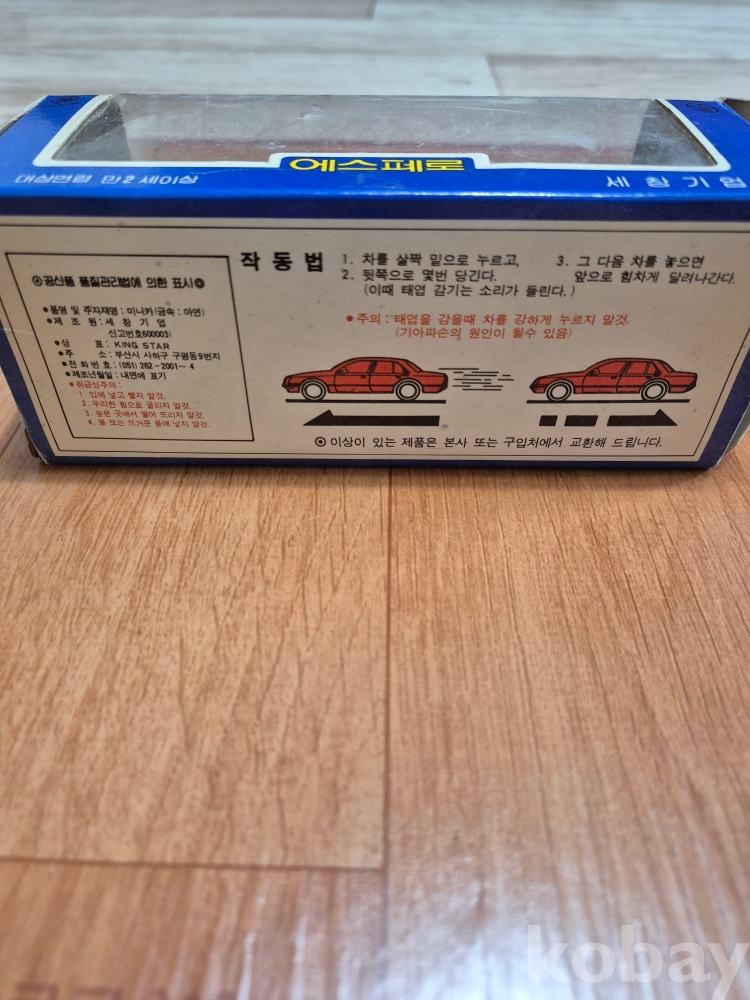 에스페로
대상연령 만2세이상
세창기업
작동법
1. 차를 살짝 밑으로 누르고,
2. 뒷쪽으로 몇번 당긴다.
(이때 태엽 감기는 소리가 들린다.)
3. 그 다음 차를 놓으면
앞으로 힘차게 달려나간다.
●주의 : 태엽을 감을때 차를 강하게 누르지 말것.
(기아파손의 원인이 될수 있음)
◎공산품 품질관리법에 의한 표시◎
●품명 및 주자재명 : 미니카(금속 : 아연)
●제조원 : 세창기업
신고번호600003)
●상표 : KING STAR
●주소 : 부산시 사하구 구평동9번지
●전화번호 : (051) 262-2001~4
●제조년월일 : 내면에 표기
●취급상주의 :
1. 입에 넣고 빨지 말것.
2. 무리한 힘으로 굴리지 말것.
3. 높은 곳에서 떨어 뜨리지 말것.
4. 불 또는 뜨거운 물에 넣지 말것.
◎이상이 있는 제품은 본사 또는 구입처에서 교환해 드립니다.
kobay